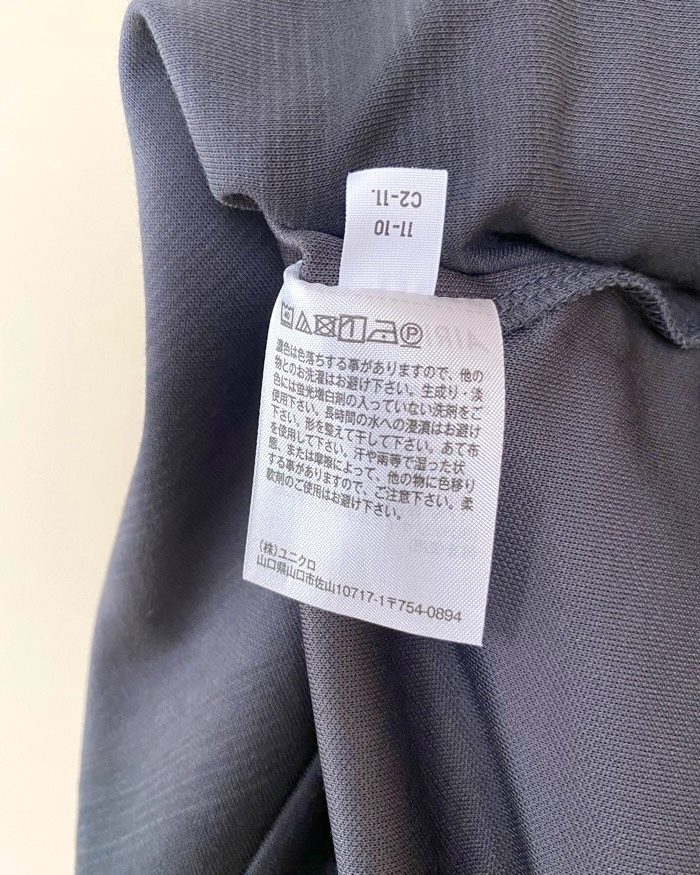 C2-11.
11-10
40 P
濃色は色落ちする事がありますので、他の
物とのお洗濯はお避け下さい。生成り・淡
色には蛍光増白剤の入っていない洗剤をご
使用下さい。長時間の水への浸漬はお避け
下さい。形を整えて干して下さい。あて布
を使用して下さい。汗や雨等で湿った状
態、または摩擦によって、他の物に色移り
する事がありますので、ご注意下さい。柔
軟剤のご使用はお避け下さい。
(株)ユニクロ
山口県山口市佐山10717-1〒754-0894